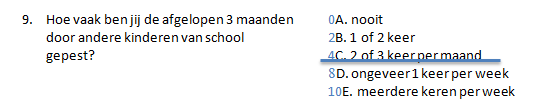 9. Hoe vaak ben jij de afgelopen 3 maanden
door andere kinderen van school
gepest?
0A. nooit
2B. 1 of 2 keer
4C. 2 of 3 keer per maand
8D. ongeveer 1 keer per week
10E. meerdere keren per week